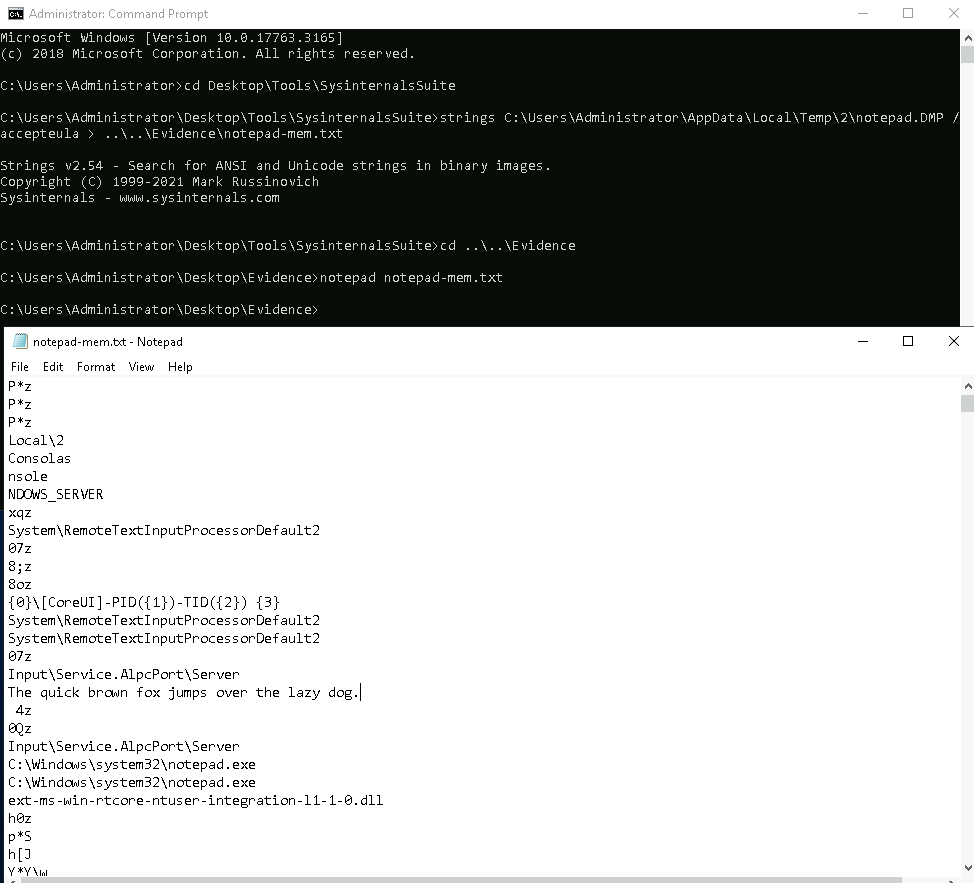 Administrator: Command Prompt
Microsoft Windows [Version 10.0.17763.3165]
(c) 2018 Microsoft Corporation. All rights reserved.
C:\Users\Administrator>cd Desktop\Tools\SysinternalsSuite
C:\Users\Administrator\Desktop\Tools\SysinternalsSuite>strings C:\Users\Administrator\AppData\Local\Temp\2\notepad.DMP /
accepteula > ..\..\Evidence\notepad-mem.txt
Strings v2.54 - Search for ANSI and Unicode strings in binary images.
Copyright (C) 1999-2021 Mark Russinovich
Sysinternals - www.sysinternals.com
C:\Users\Administrator\Desktop\Tools\SysinternalsSuite>cd ..\..\Evidence
C:\Users\Administrator\Desktop\Evidence>notepad notepad-mem.txt
C:\Users\Administrator\Desktop\Evidence>
notepad-mem.txt - Notepad
File Edit Format View Help
P*z
P*z
P*z
Local\2
Consolas
nsole
NDOWS_SERVER
xqz
System\RemoteTextInputProcessorDefault2
07z
8;z
8oz
{0}\[CoreUI]-PID({1})-TID({2}) {3}
System\RemoteTextInputProcessorDefault2
System\RemoteTextInputProcessorDefault2
07z
Input\Service.AlpcPort\Server
The quick brown fox jumps over the lazy dog.
4z
0Qz
Input\Service.AlpcPort\Server
C:\Windows\system32\notepad.exe
C:\Windows\system32\notepad.exe
ext-ms-win-rtcore-ntuser-integration-l1-1-0.dll
h0z
p*S
h[J
Y*Y\w